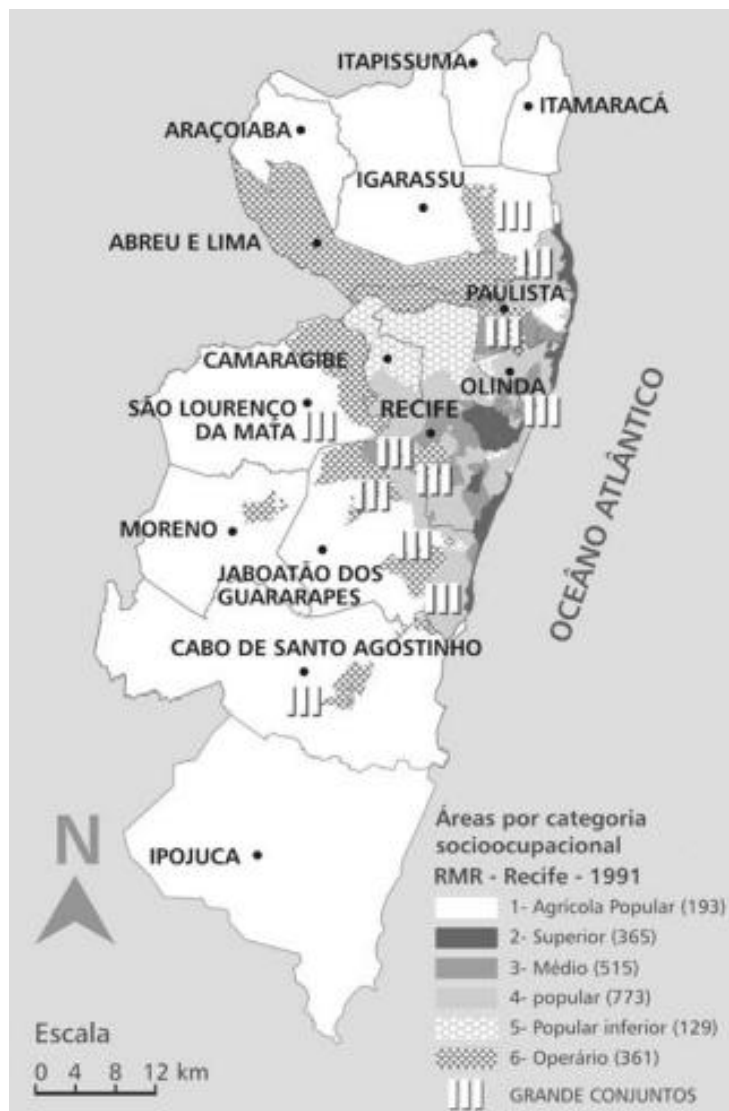 ITAPISSUMA
ITAMARACÁ
ARAÇOIABA
IGARASSU
ABREU E LIMA
PAULISTA
CAMARAGIBE
OLINDA
SÃO LOURENÇO
DA MATA
RECIFE
MORENO
JABOATÃO DOS
GUARARAPES
OCEÂNO ATLÂNTICO
CABO DE SANTO AGOSTINHO
IPOJUCA
N
Escala
0 4 8 12 km
Áreas por categoria
socioocupacional
RMR - Recife - 1991
1- Agricola Popular (193)
2- Superior (365)
3- Médio (515)
4- popular (773)
5- Popular inferior (129)
6- Operário (361)
GRANDE CONJUNTOS